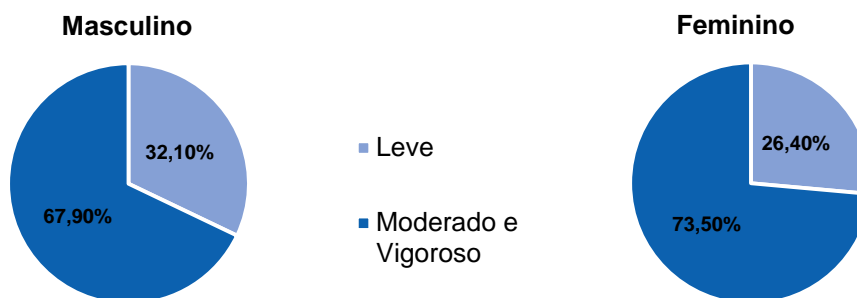 Masculino
32,10%
67,90%
Leve
Moderado e
Vigoroso
Feminino
26,40%
73,50%